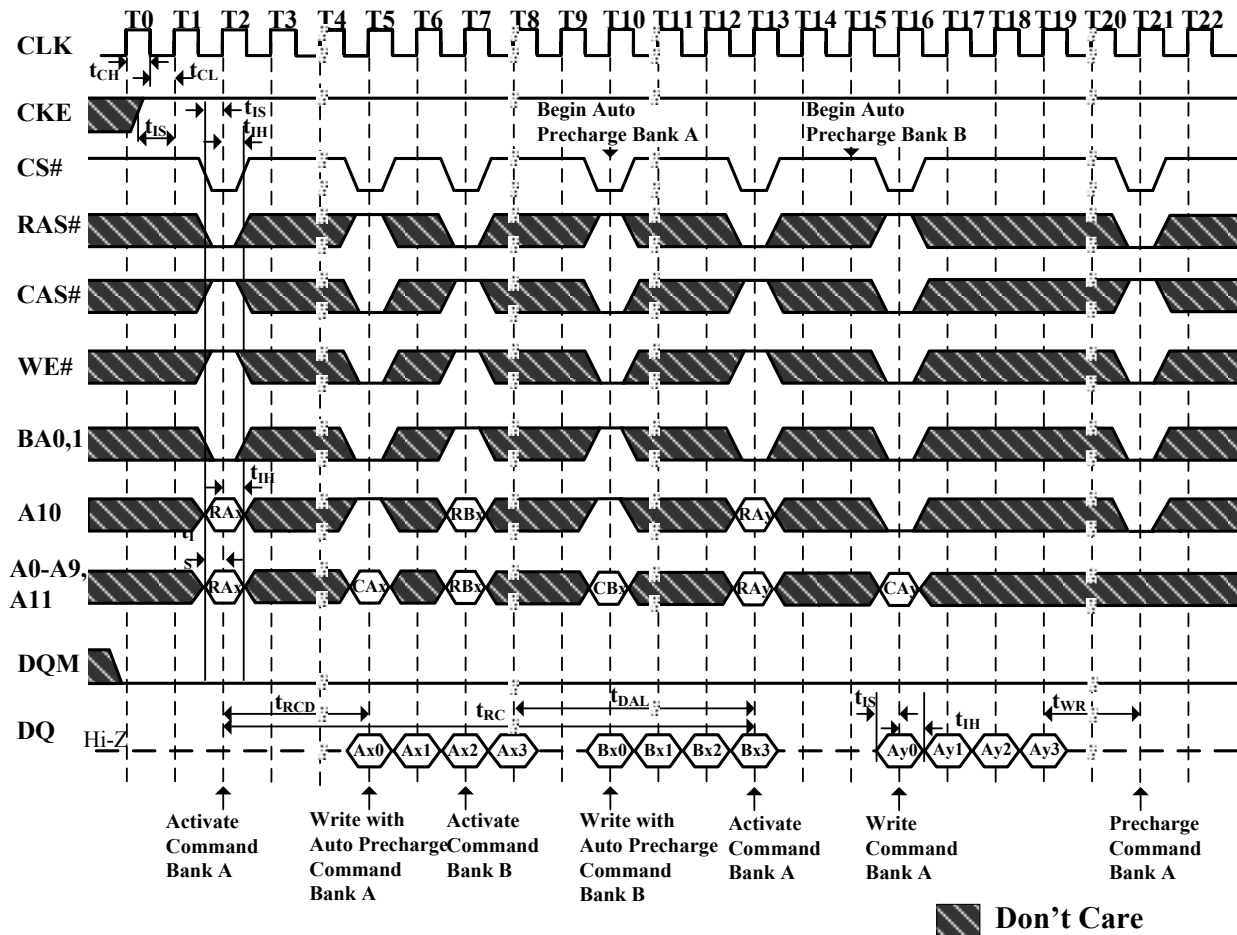 T0 T1 T2 T3 T4 T5 T6 T7 T8 T9 T10 T11 T12 T13 T14 T15 T16 T17 T18 T19 T20 T21 T22
CLK
tCH tCL
CKE
tIS
tIS
tIH
Begin Auto
Precharge Bank A
Begin Auto
Precharge Bank B
CS#
RAS#
CAS#
WE#
BA0,1
tIH
A10
RAx RBx RAy
tI
S
A0-A9,
A11
RAx CAx RBx CBx RAy CAy
DQM
tRCD tRC tDAL tIS tIH tWR
DQ
Hi-Z
Ax0 Ax1 Ax2 Ax3 Bx0 Bx1 Bx2 Bx3 Ay0 Ay1 Ay2 Ay3
Activate
Command
Bank A
Write with
Auto Precharge
Command
Bank A
Activate
Command
Bank B
Write with
Auto Precharge
Command
Bank B
Activate
Command
Bank A
Write
Command
Bank A
Precharge
Command
Bank A
Don't Care